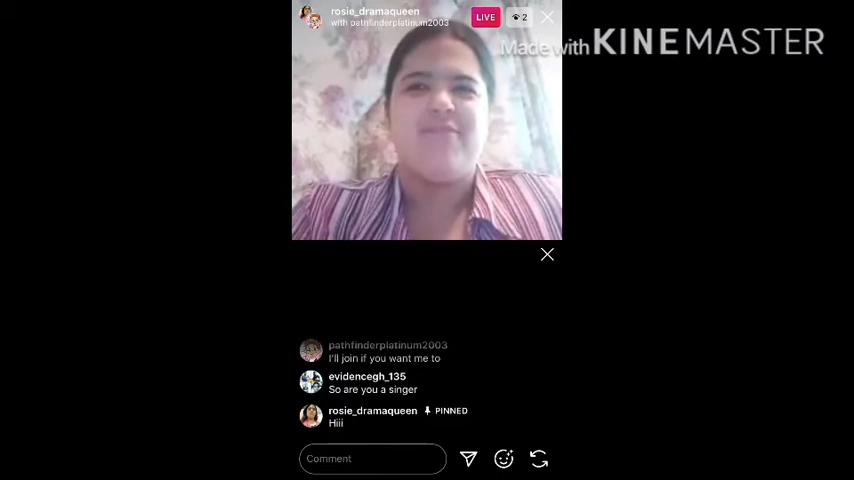 rosie_dramaqueen
with pathfinderplatinum2003
LIVE
2
Made with KINEMASTER
pathfinderplatinum2003
I'll join if you want me to
evidencegh_135
So are you a singer
rosie_dramaqueen PINNED
Hiii
Comment